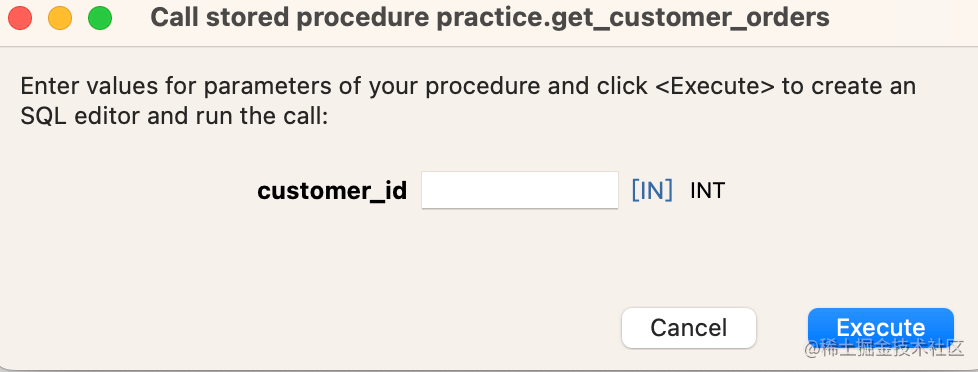 Call stored procedure practice.get_customer_orders
Enter values for parameters of your procedure and click <Execute> to create an
SQL editor and run the call:
customer_id [IN] INT
Cancel Execute
@稀土掘金技术社区